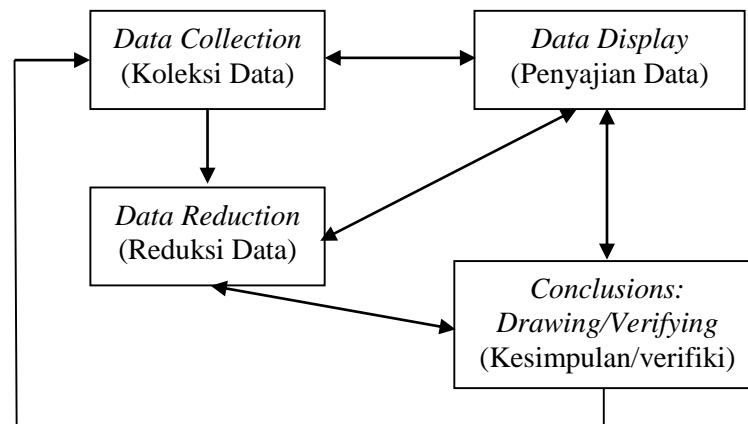 Data Collection
(Koleksi Data)
Data Display
(Penyajian Data)
Data Reduction
(Reduksi Data)
Conclusions:
Drawing/Verifying
(Kesimpulan/verifiki)